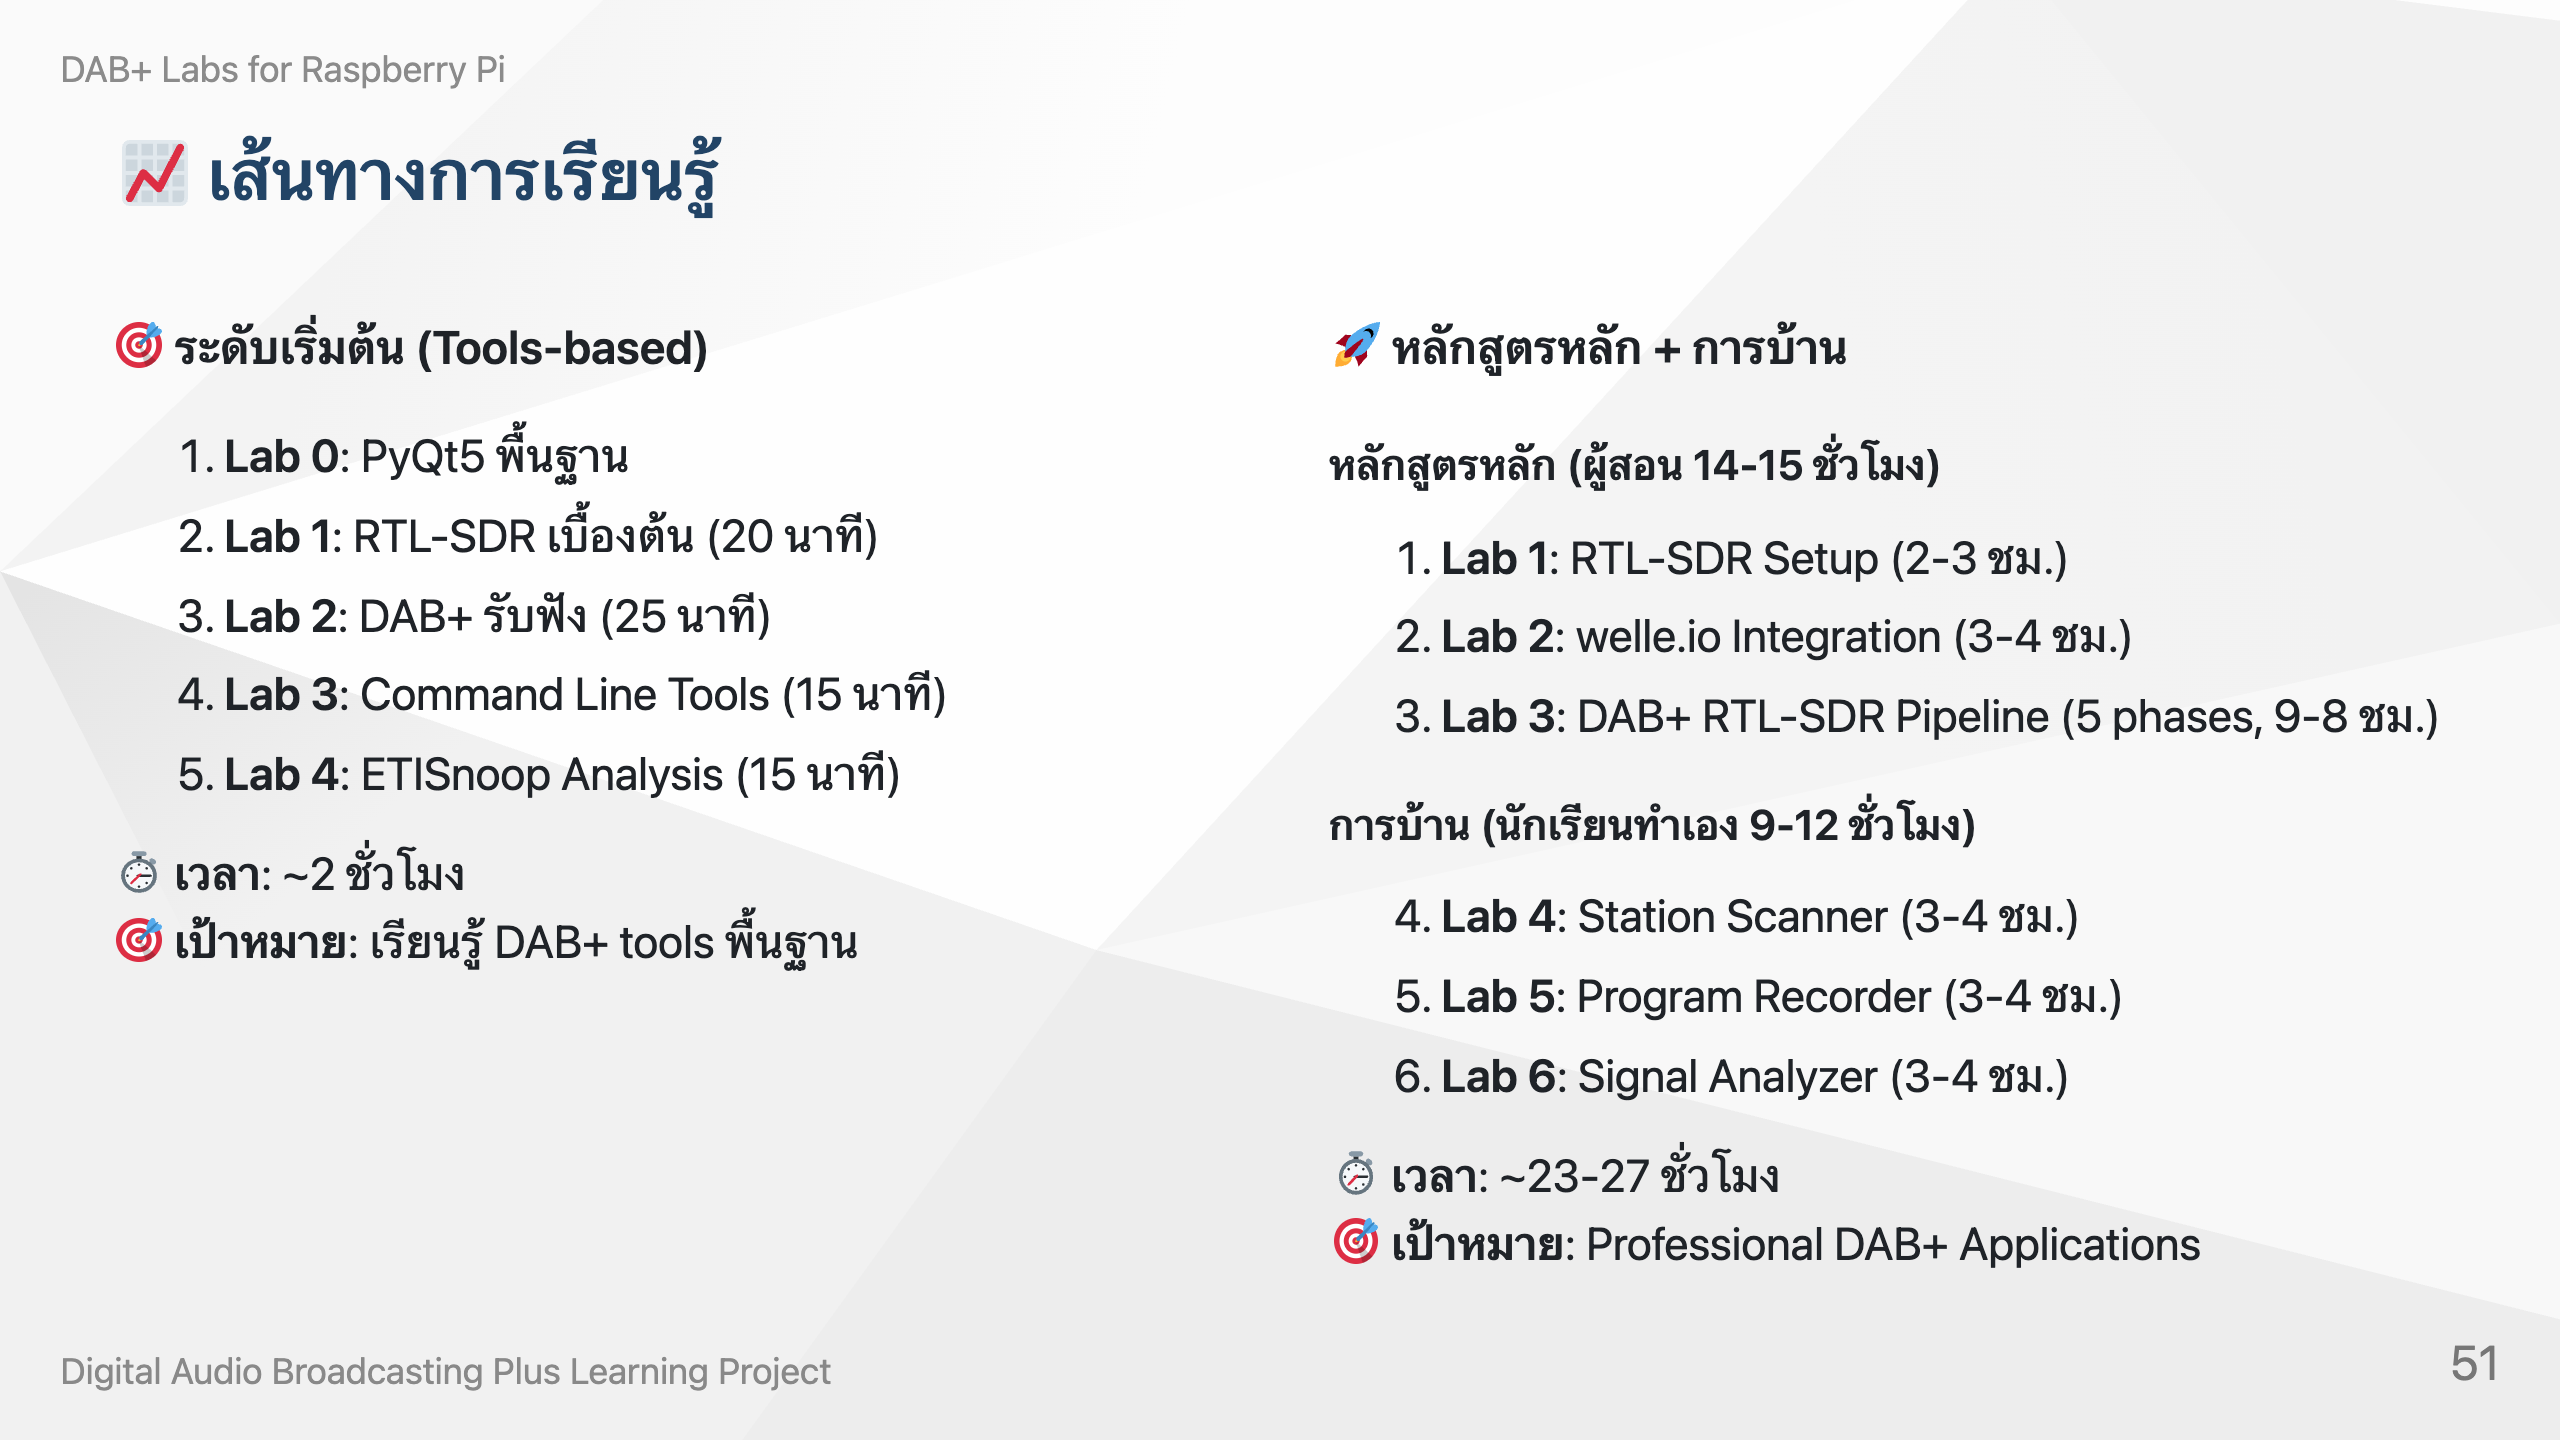 DAB+ Labs for Raspberry Pi
📈 เส้นทางการเรียนรู้
🎯 ระดับเริ่มต้น (Tools-based)
1. Lab 0: PyQt5 พื้นฐาน
2. Lab 1: RTL-SDR เบื้องต้น (20 นาที)
3. Lab 2: DAB+ รับฟัง (25 นาที)
4. Lab 3: Command Line Tools (15 นาที)
5. Lab 4: ETISnoop Analysis (15 นาที)
⏱ เวลา: ~2 ชั่วโมง
🎯 เป้าหมาย: เรียนรู้ DAB+ tools พื้นฐาน
🚀 หลักสูตรหลัก + การบ้าน
หลักสูตรหลัก (ผู้สอน 14-15 ชั่วโมง)
1. Lab 1: RTL-SDR Setup (2-3 ชม.)
2. Lab 2: welle.io Integration (3-4 ชม.)
3. Lab 3: DAB+ RTL-SDR Pipeline (5 phases, 9-8 ชม.)
การบ้าน (นักเรียนทำเอง 9-12 ชั่วโมง)
4. Lab 4: Station Scanner (3-4 ชม.)
5. Lab 5: Program Recorder (3-4 ชม.)
6. Lab 6: Signal Analyzer (3-4 ชม.)
⏱ เวลา: ~23-27 ชั่วโมง
🎯 เป้าหมาย: Professional DAB+ Applications
Digital Audio Broadcasting Plus Learning Project
51